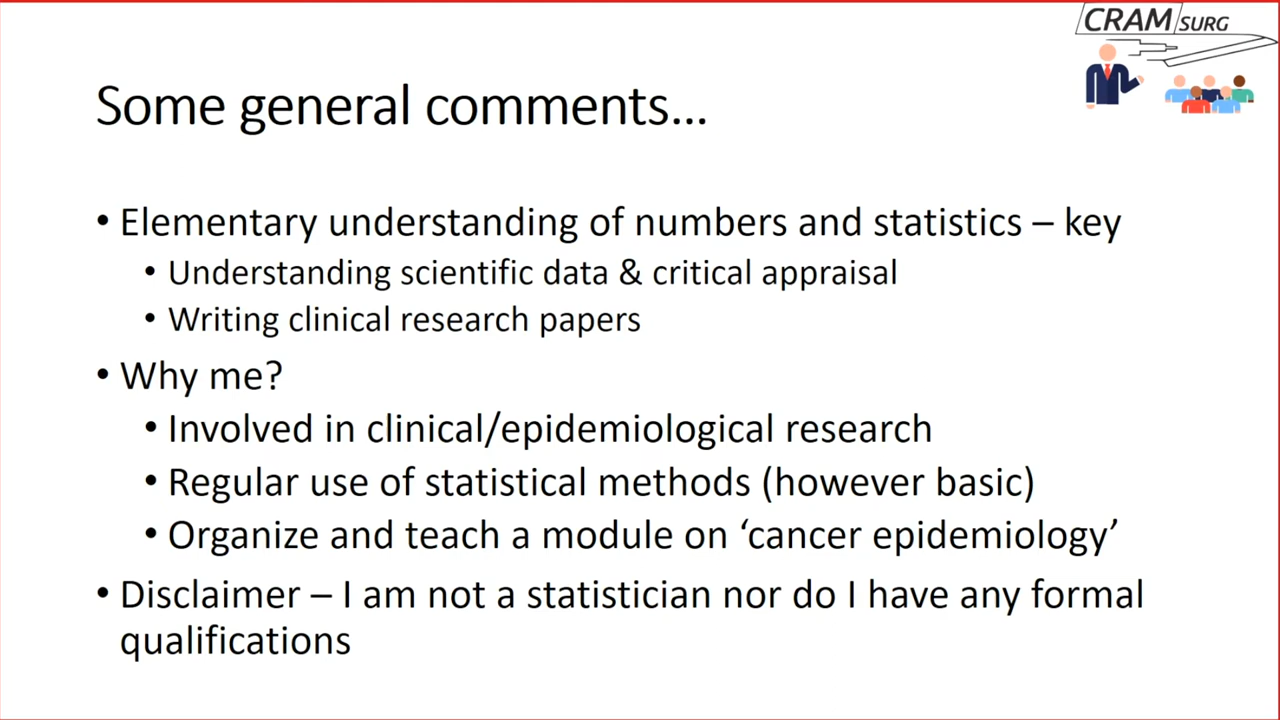 CRAM SURG
Some general comments...
• Elementary understanding of numbers and statistics – key
• Understanding scientific data & critical appraisal
• Writing clinical research papers
• Why me?
• Involved in clinical/epidemiological research
• Regular use of statistical methods (however basic)
• Organize and teach a module on ‘cancer epidemiology’
• Disclaimer – I am not a statistician nor do I have any formal
qualifications